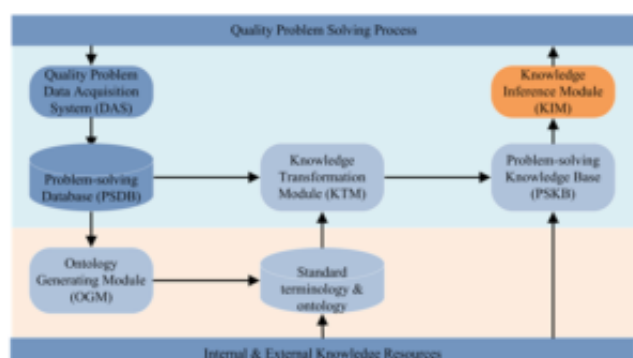 Quality Problem Solving Process
Quality Problem
Data Acquisition
System (DAS)
Knowledge
Inference Module
(KIM)
Problem-solving
Database (PSDB)
Knowledge
Transformation
Module (KTM)
Problem-solving
Knowledge Base
(PSKB)
Ontology
Generating Module
(OGM)
Standard
terminology &
ontology
Internal & External Knowledge Resources